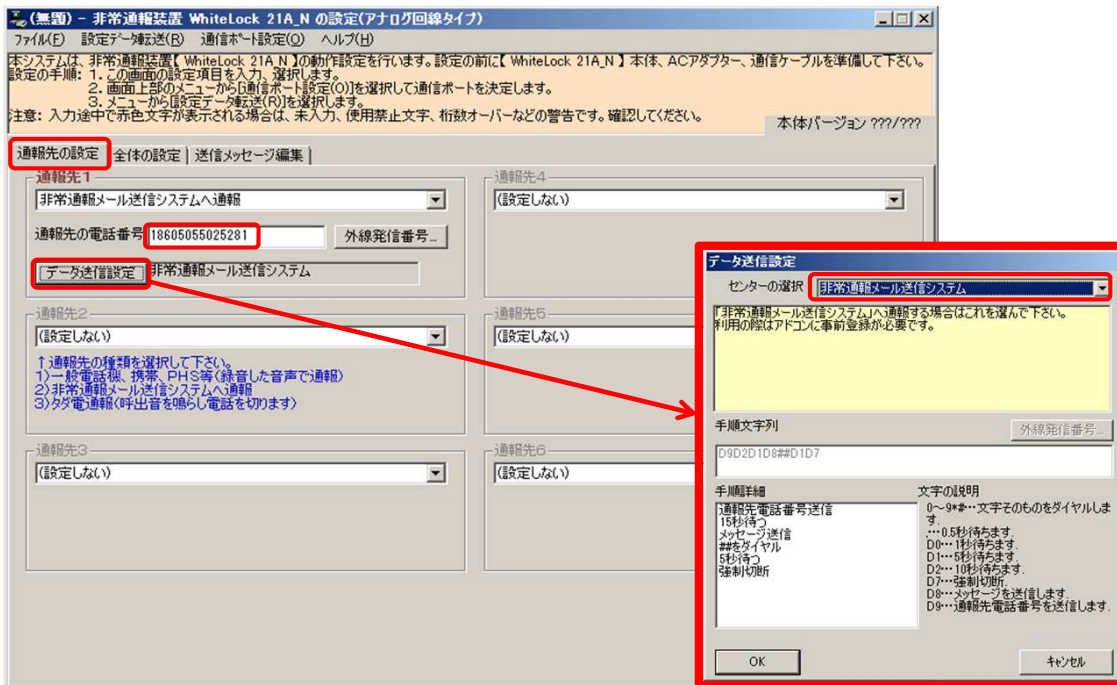 (無題) - 非常通報装置 WhiteLock 21A_N の設定(アナログ回線タイプ)
ファイル(F) 設定データ転送(R) 通信ポート設定(O) ヘルプ(H)
本システムは、非常通報装置【 WhiteLock 21A_N 】の動作設定を行います。設定の前に【 WhiteLock 21A_N 】本体、ACアダプター、通信ケーブルを準備して下さい。
設定の手順: 1. この画面の設定項目を入力、選択します。
2. 画面上部のメニューから[通信ポート設定(O)]を選択して通信ポートを決定します。
3. メニューから[設定データ転送(R)]を選択します。
注意: 入力途中で赤色文字が表示される場合は、未入力、使用禁止文字、桁数オーバーなどの警告です。確認してください。
本体バージョン ???/???
通報先の設定 全体の設定 送信メッセージ編集
通報先1
非常通報メール送信システムへ通報
通報先の電話番号 18605055025281 外線発信番号...
データ送信設定 非常通報メール送信システム
通報先4
(設定しない)
通報先2
(設定しない)
↑通報先の種類を選択して下さい。
1)一般電話機、携帯、PHS等(録音した音声で通報)
2)非常通報メール送信システムへ通報
3)タダ電通報(呼出音を鳴らし電話を切ります)
通報先5
(設定しない)
通報先3
(設定しない)
通報先6
(設定しない)
データ送信設定
センターの選択 非常通報メール送信システム
「非常通報メール送信システム」へ通報する場合はこれを選んで下さい。
利用の際はアドコンに事前登録が必要です。
手順文字列 外線発信番号...
D9D2D1D8##D1D7
手順詳細
通報先電話番号送信
15秒待つ
メッセージ送信
##をダイヤル
5秒待つ
強制切断
文字の説明
0～9*#…文字そのものをダイヤルしま
す.
,…0.5秒待ちます.
D0…1秒待ちます.
D1…5秒待ちます.
D2…10秒待ちます.
D7…強制切断.
D8…メッセージを送信します.
D9…通報先電話番号を送信します.
OK キャンセル